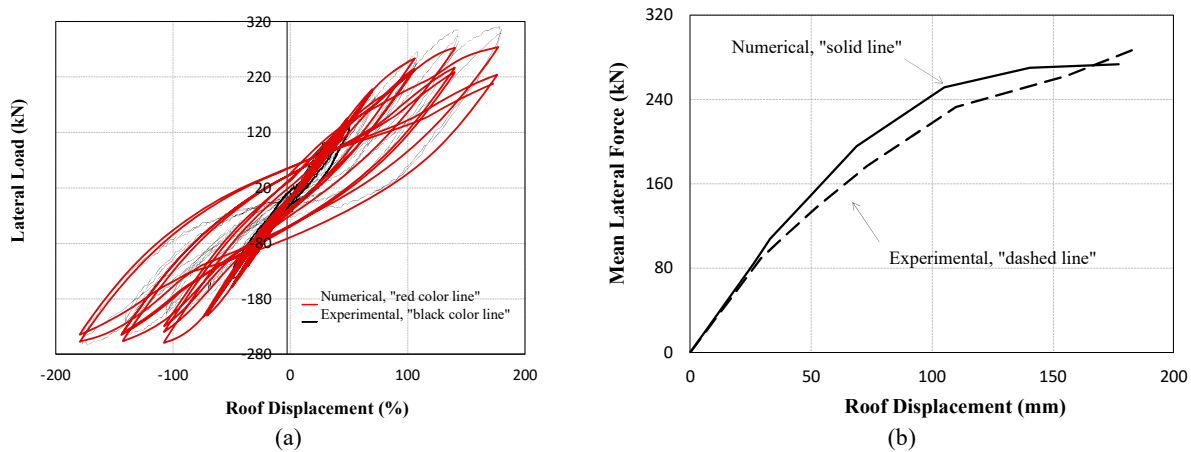 320
220
120
20
-80
-180
-280
-200
-100
0
100
200
Lateral Load (kN)
Roof Displacement (%)
Numerical, "red color line"
Experimental, "black color line"
(a)
320
240
160
80
0
0
50
100
150
200
Mean Lateral Force (kN)
Roof Displacement (mm)
Numerical, "solid line"
Experimental, "dashed line"
(b)